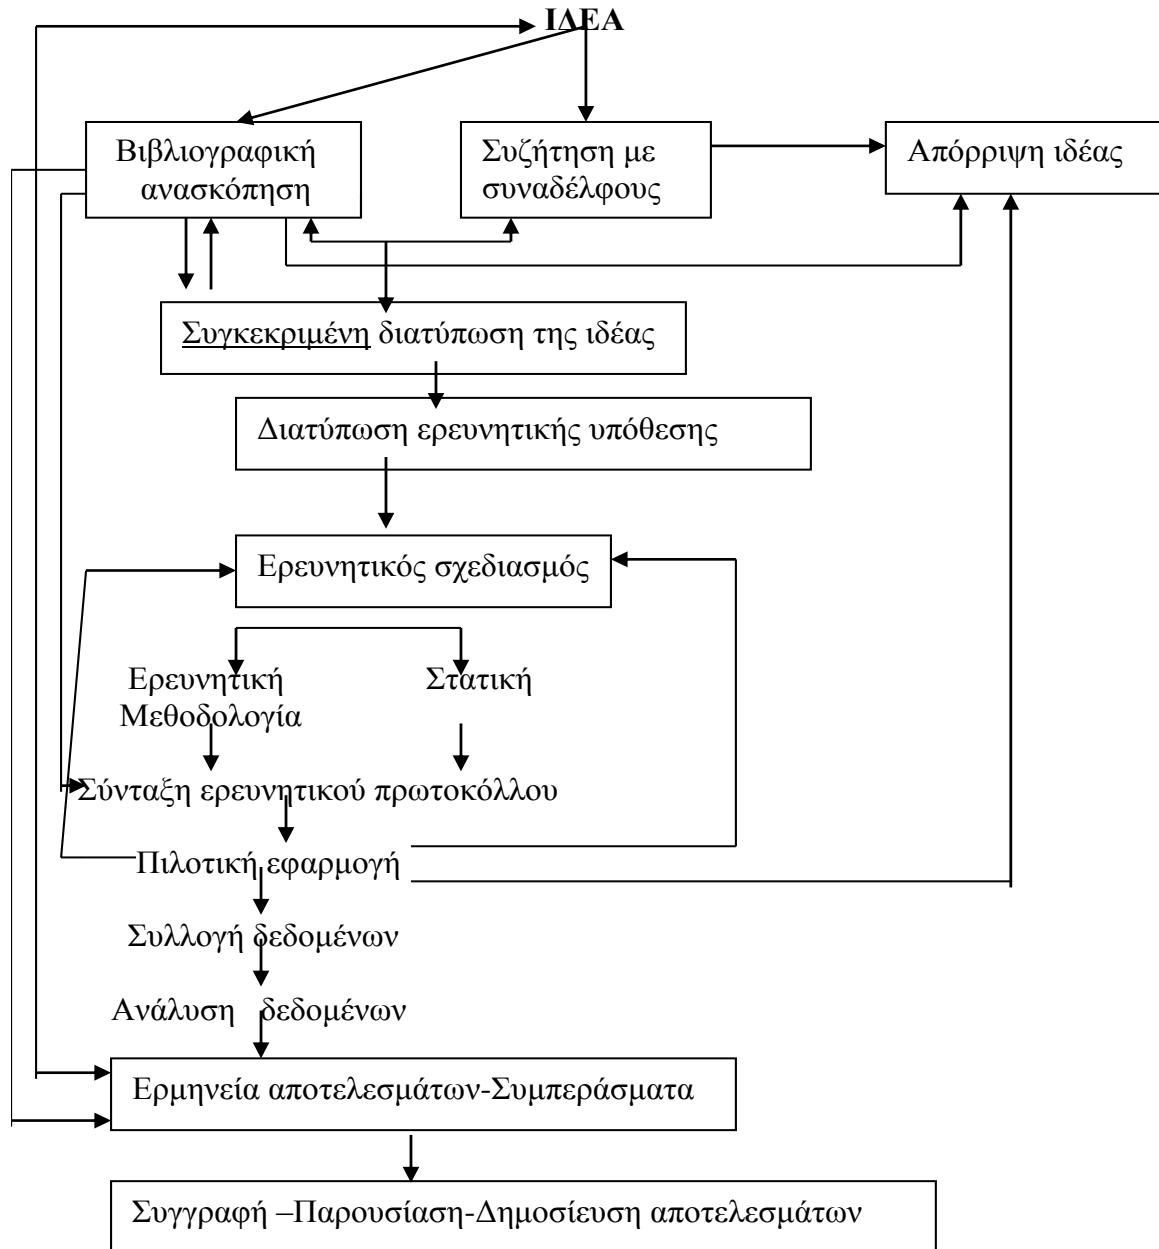 ΙΔΕΑ
Βιβλιογραφική
ανασκόπηση
Συζήτηση με
συναδέλφους
Απόρριψη ιδέας
Συγκεκριμένη διατύπωση της ιδέας
Διατύπωση ερευνητικής υπόθεσης
Ερευνητικός σχεδιασμός
Ερευνητική
Μεθοδολογία
Στατική
Σύνταξη ερευνητικού πρωτοκόλλου
Πιλοτική εφαρμογή
Συλλογή δεδομένων
Ανάλυση δεδομένων
Ερμηνεία αποτελεσμάτων-Συμπεράσματα
Συγγραφή –Παρουσίαση-Δημοσίευση αποτελεσμάτων